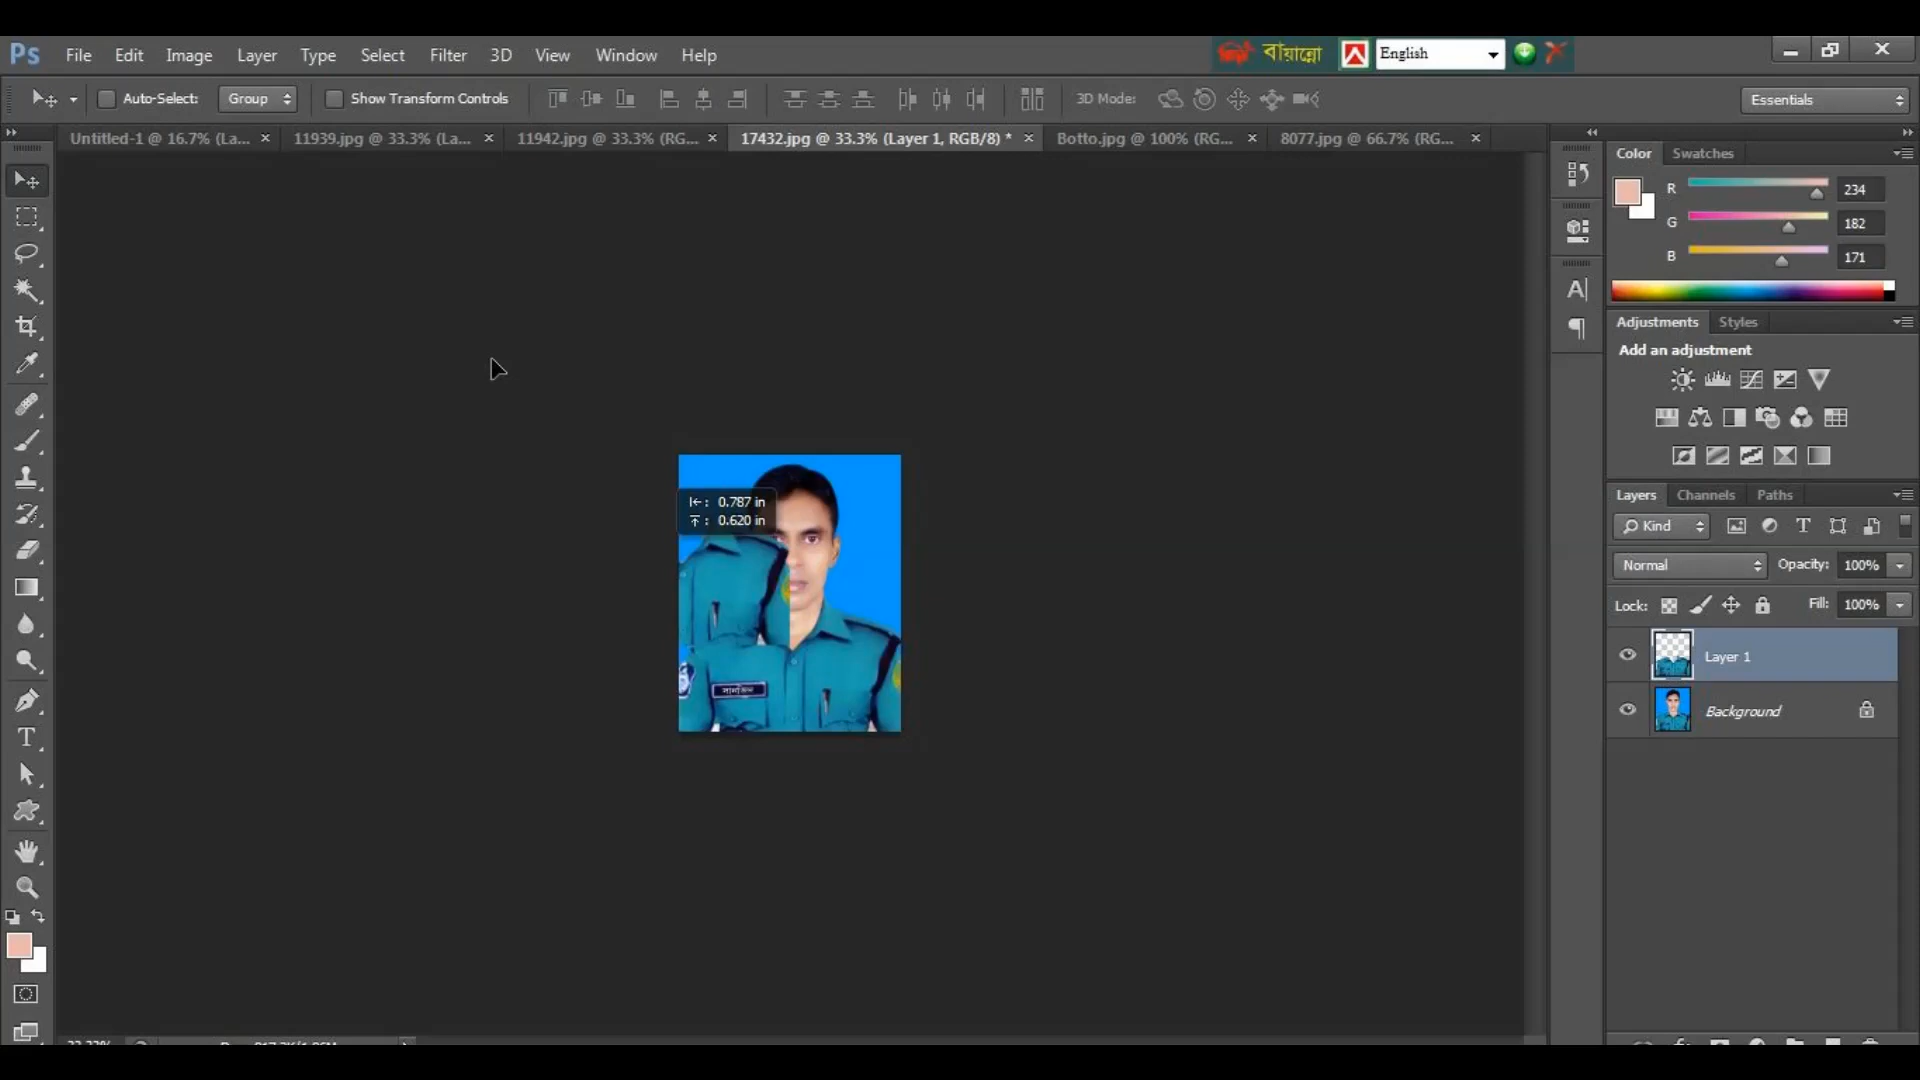 Ps File Edit Image Layer Type Select Filter 3D View Window Help
বায়ান্নো English
Auto-Select: Group Show Transform Controls 3D Mode: Essentials
Untitled-1 @ 16.7% (La... × 11939.jpg @ 33.3% (La... × 11942.jpg @ 33.3% (RG... × 17432.jpg @ 33.3% (Layer 1, RGB/8) * × Botto.jpg @ 100% (RG... × 8077.jpg @ 66.7% (RG... ×
Color Swatches
R 234
G 182
B 171
Adjustments Styles
Add an adjustment
Layers Channels Paths
Kind
Normal Opacity: 100%
Lock: Fill: 100%
Layer 1
Background
0.787 in
0.620 in